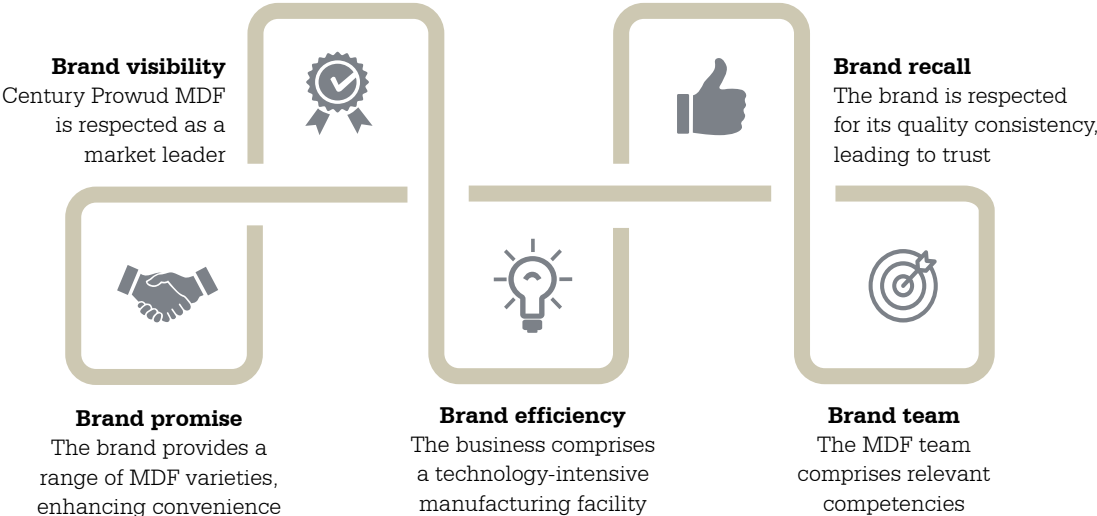 Brand visibility
Century Prowud MDF
is respected as a
market leader
Brand recall
The brand is respected
for its quality consistency,
leading to trust
Brand promise
The brand provides a
range of MDF varieties,
enhancing convenience
Brand efficiency
The business comprises
a technology-intensive
manufacturing facility
Brand team
The MDF team
comprises relevant
competencies